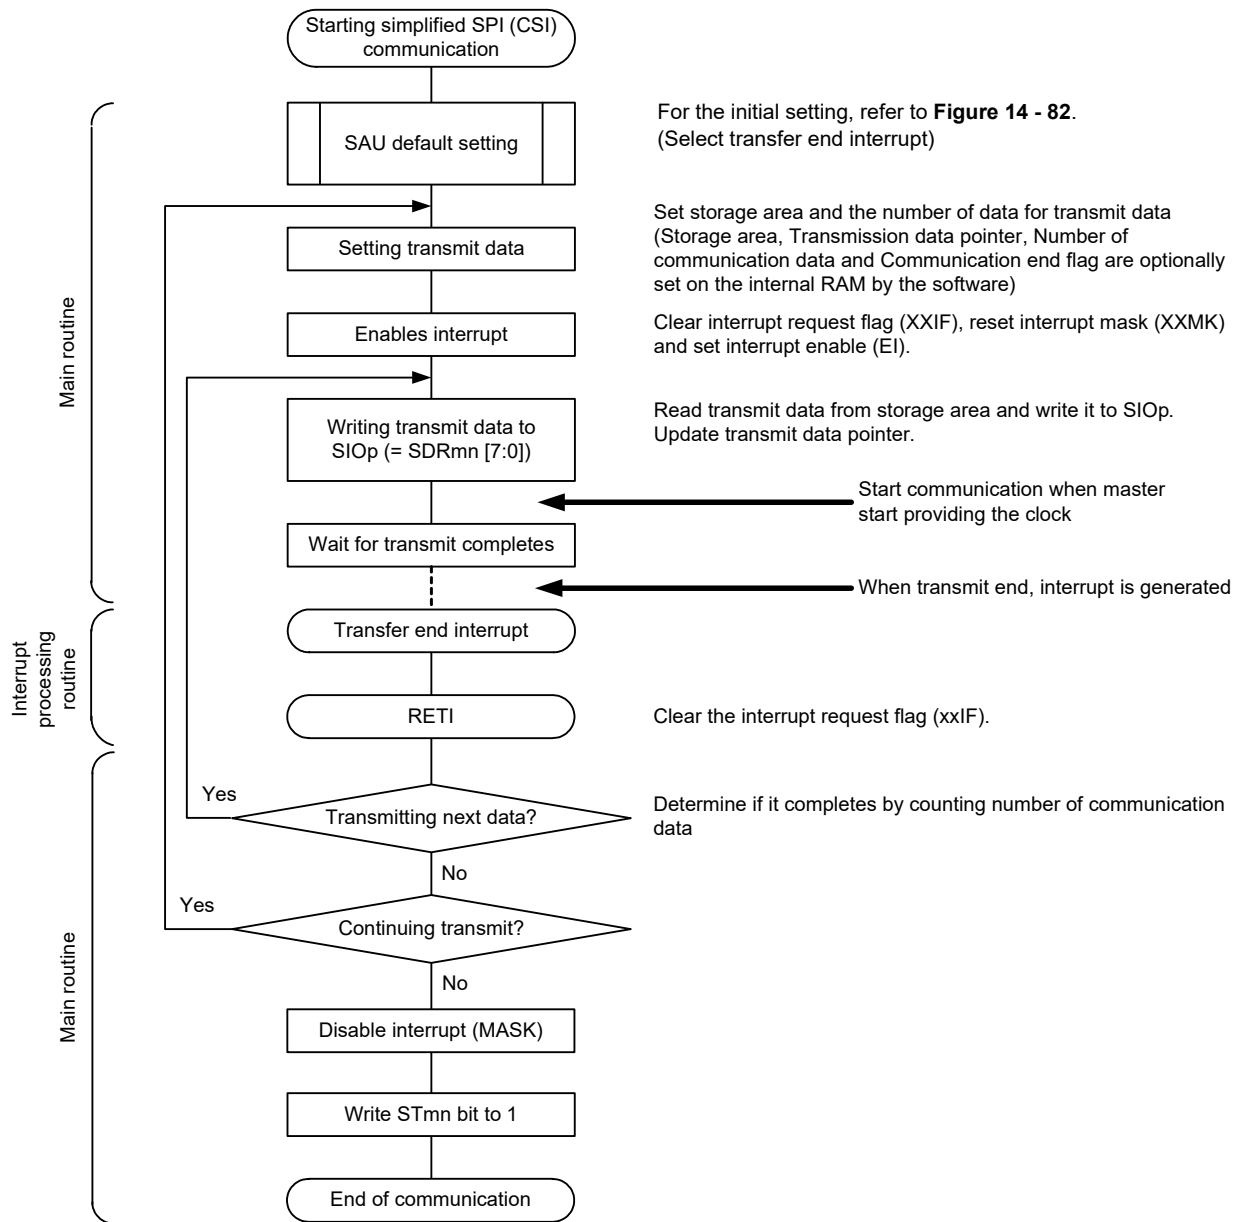 Starting simplified SPI (CSI)
communication
SAU default setting
For the initial setting, refer to Figure 14 - 82.
(Select transfer end interrupt)
Setting transmit data
Set storage area and the number of data for transmit data
(Storage area, Transmission data pointer, Number of
communication data and Communication end flag are optionally
set on the internal RAM by the software)
Main routine
Enables interrupt
Clear interrupt request flag (XXIF), reset interrupt mask (XXMK)
and set interrupt enable (EI).
Writing transmit data to
SIOp (= SDRmn [7:0])
Read transmit data from storage area and write it to SIOp.
Update transmit data pointer.
Start communication when master
start providing the clock
Wait for transmit completes
When transmit end, interrupt is generated
Interrupt
processing
routine
Transfer end interrupt
RETI
Clear the interrupt request flag (xxIF).
Yes
Transmitting next data?
Determine if it completes by counting number of communication
data
No
Yes
Continuing transmit?
No
Main routine
Disable interrupt (MASK)
Write STmn bit to 1
End of communication